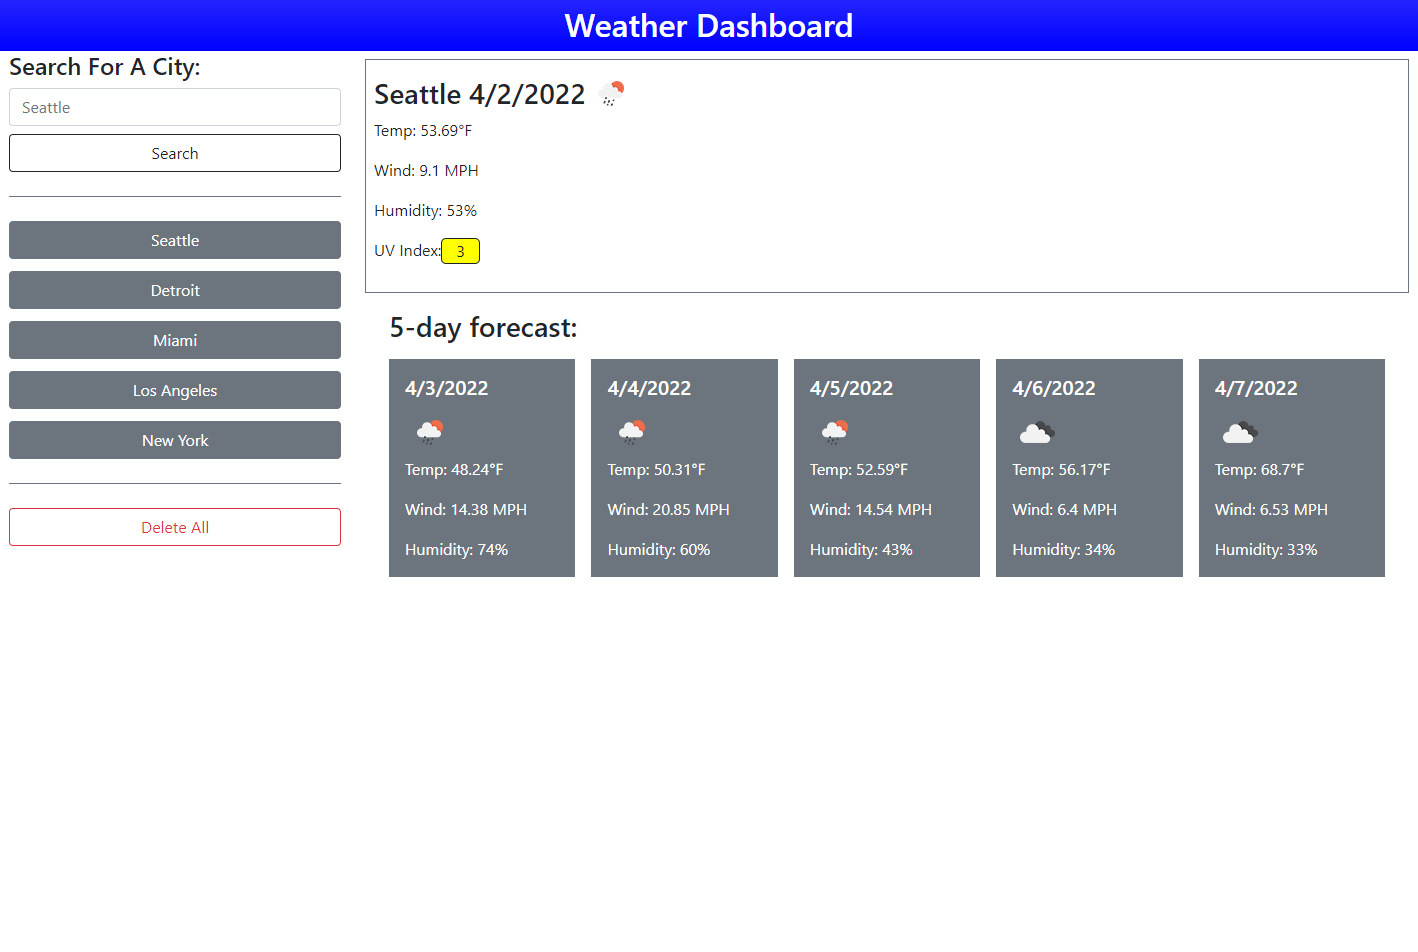 Weather Dashboard
Search For A City:
Seattle
Search
Seattle
Detroit
Miami
Los Angeles
New York
Delete All
Seattle 4/2/2022
Temp: 53.69°F
Wind: 9.1 MPH
Humidity: 53%
UV Index: 3
5-day forecast:
4/3/2022
Temp: 48.24°F
Wind: 14.38 MPH
Humidity: 74%
4/4/2022
Temp: 50.31°F
Wind: 20.85 MPH
Humidity: 60%
4/5/2022
Temp: 52.59°F
Wind: 14.54 MPH
Humidity: 43%
4/6/2022
Temp: 56.17°F
Wind: 6.4 MPH
Humidity: 34%
4/7/2022
Temp: 68.7°F
Wind: 6.53 MPH
Humidity: 33%